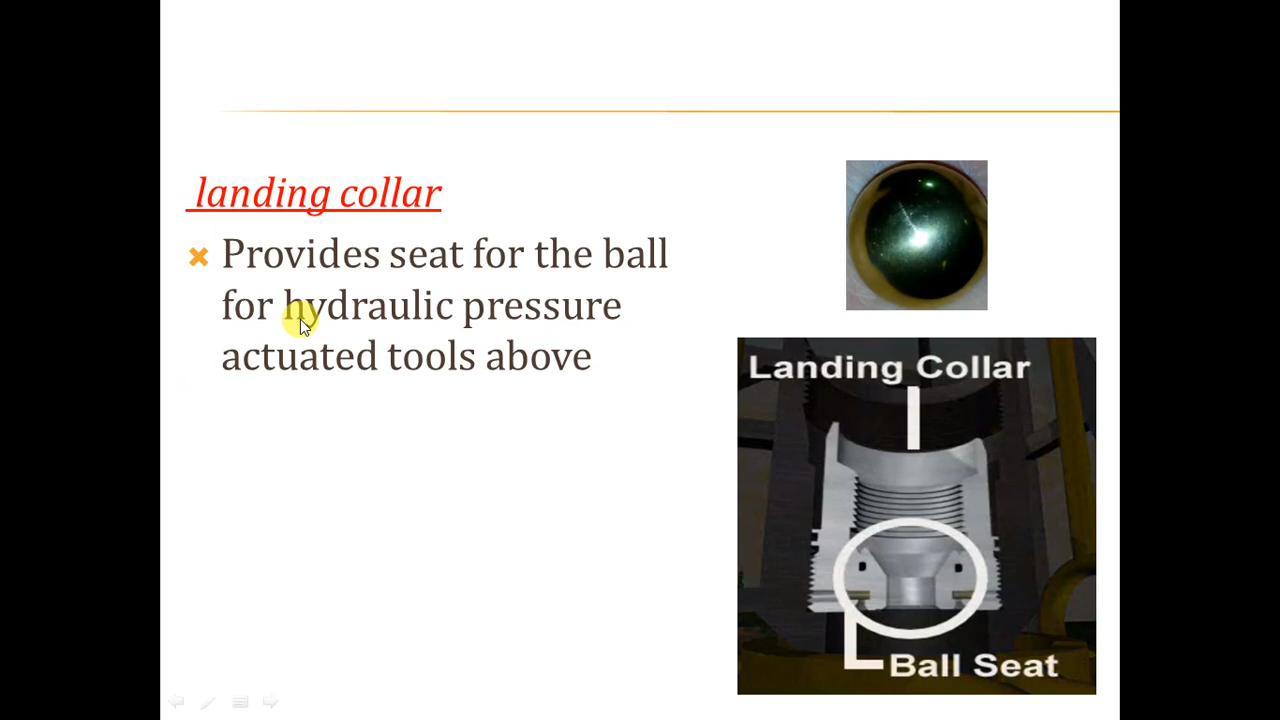 landing collar
Provides seat for the ball
for hydraulic pressure
actuated tools above
Landing Collar
Ball Seat